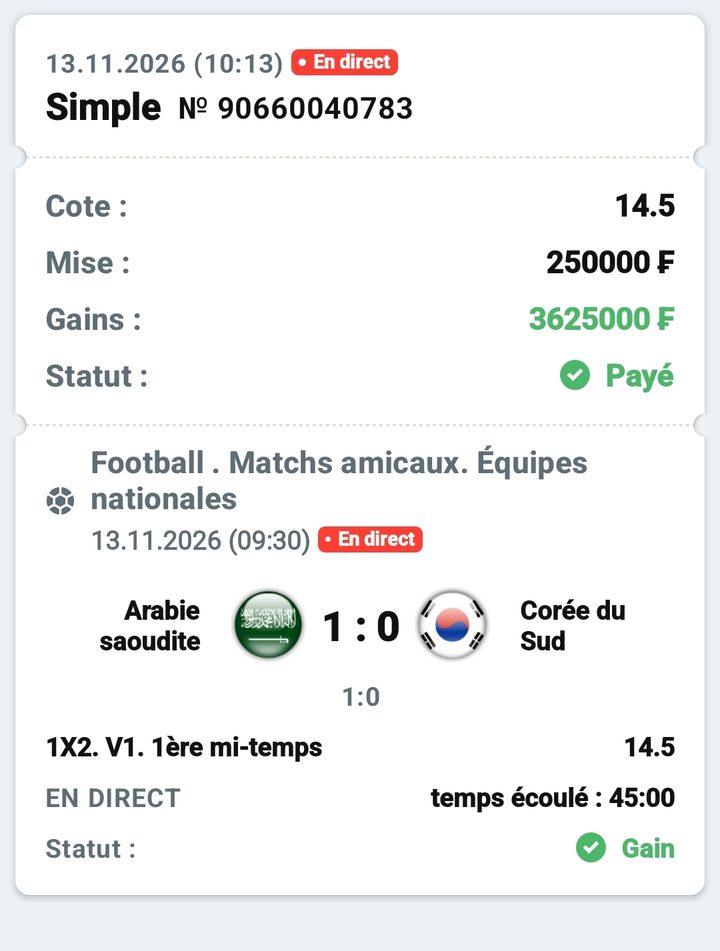 13.11.2026 (10:13) • En direct
Simple № 90660040783
Cote : 14.5
Mise : 250000 ₣
Gains : 3625000 ₣
Statut : Payé
Football . Matchs amicaux. Équipes
nationales
13.11.2026 (09:30) • En direct
Arabie
saoudite
1 : 0
Corée du
Sud
1:0
1X2. V1. 1ère mi-temps 14.5
EN DIRECT temps écoulé : 45:00
Statut : Gain